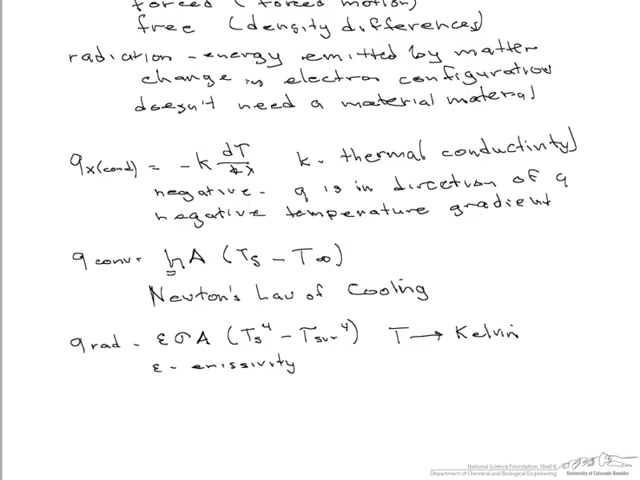 forced (forced motion)
free (density differences)
radiation - energy emitted by matter
change in electron configuration
doesn't need a material material
q x(cond) = -k dT/dx k - thermal conductivity
negative - q is in direction of a
negative temperature gradient
q conv = h A (Ts - T∞)
Newton's Law of Cooling
q rad = εσA (Ts⁴ - Tsur⁴) T → Kelvin
ε - emissivity
National Science Foundation, Shell &
Department of Chemical and Biological Engineering
University of Colorado Boulder